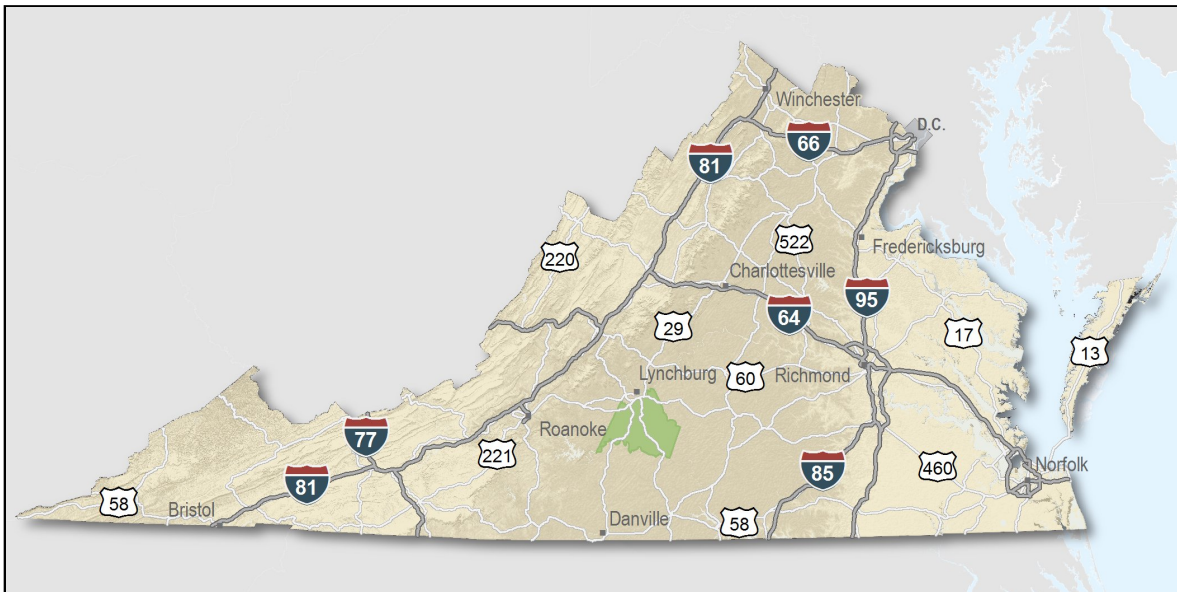 Winchester
D.C.
66
81
522
Fredericksburg
220
Charlottesville
95
64
29
17
13
60
Richmond
Lynchburg
Roanoke
77
221
85
460
Norfolk
81
58
Bristol
Danville
58